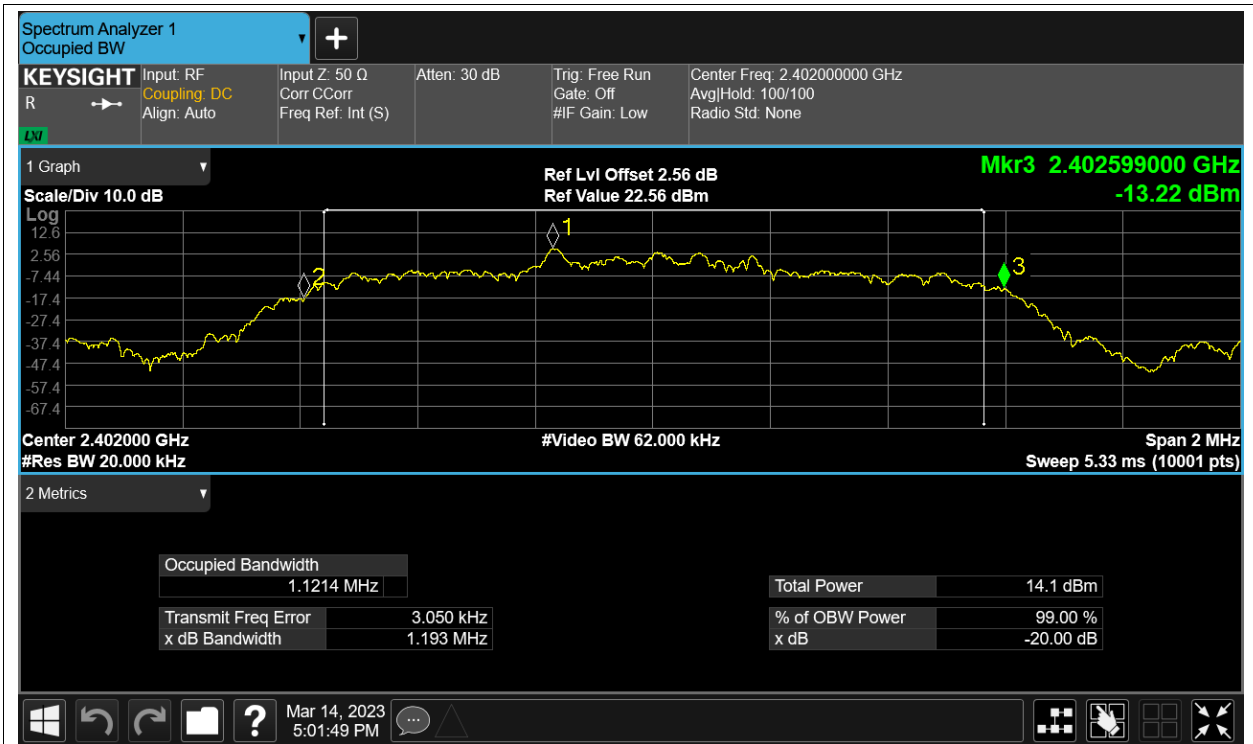 Spectrum Analyzer 1
Occupied BW
KEYSIGHT
R
LXI
Input: RF
Coupling: DC
Align: Auto
Input Z: 50 Ω
Corr CCorr
Freq Ref: Int (S)
Atten: 30 dB
Trig: Free Run
Gate: Off
#IF Gain: Low
Center Freq: 2.402000000 GHz
Avg|Hold: 100/100
Radio Std: None
1 Graph
Scale/Div 10.0 dB
Ref Lvl Offset 2.56 dB
Ref Value 22.56 dBm
Mkr3 2.402599000 GHz
-13.22 dBm
Log
12.6
2.56
-7.44
-17.4
-27.4
-37.4
-47.4
-57.4
-67.4
1
2
3
Center 2.402000 GHz
#Video BW 62.000 kHz
Span 2 MHz
#Res BW 20.000 kHz
Sweep 5.33 ms (10001 pts)
2 Metrics
Occupied Bandwidth
1.1214 MHz
Total Power 14.1 dBm
Transmit Freq Error 3.050 kHz
% of OBW Power 99.00 %
x dB Bandwidth 1.193 MHz
x dB -20.00 dB
?
Mar 14, 2023
5:01:49 PM